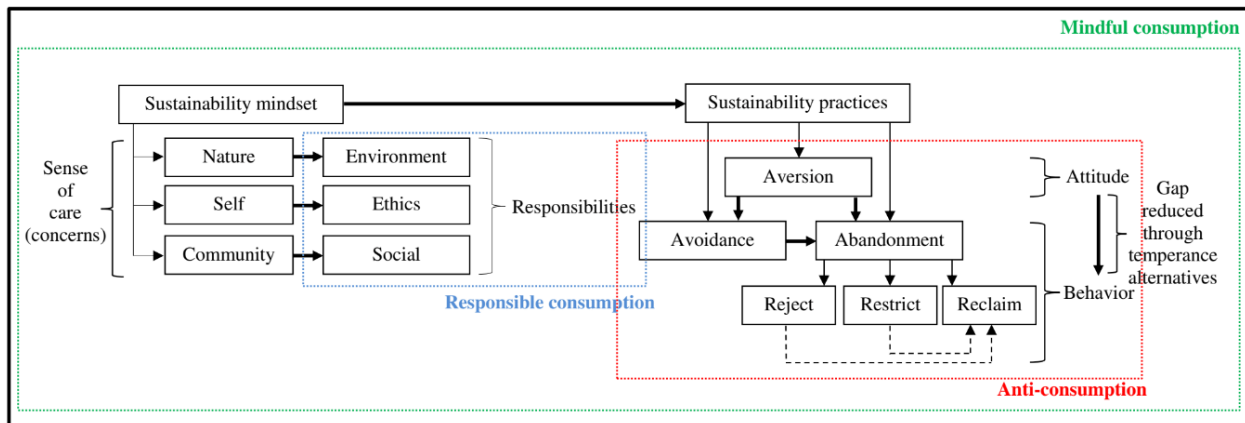 Mindful consumption
Sustainability mindset
Sustainability practices
Sense
of
care
(concerns)
Nature
Environment
Self
Ethics
Community
Social
Responsibilities
Responsible consumption
Aversion
Avoidance
Abandonment
Reject
Restrict
Reclaim
Attitude
Behavior
Gap
reduced
through
temperance
alternatives
Anti-consumption